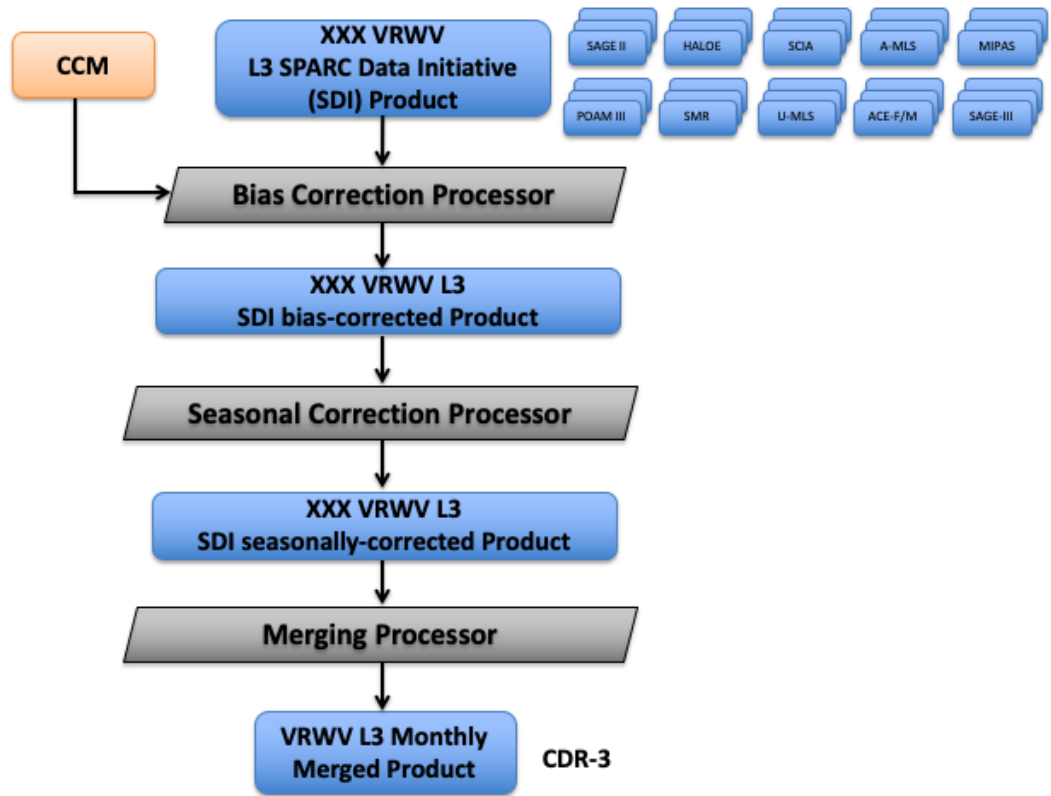 CCM
XXX VRWV
L3 SPARC Data Initiative
(SDI) Product
SAGE II
HALOE
SCIA
A-MLS
MIPAS
POAM III
SMR
U-MLS
ACE-F/M
SAGE-III
Bias Correction Processor
XXX VRWV L3
SDI bias-corrected Product
Seasonal Correction Processor
XXX VRWV L3
SDI seasonally-corrected Product
Merging Processor
VRWV L3 Monthly
Merged Product
CDR-3